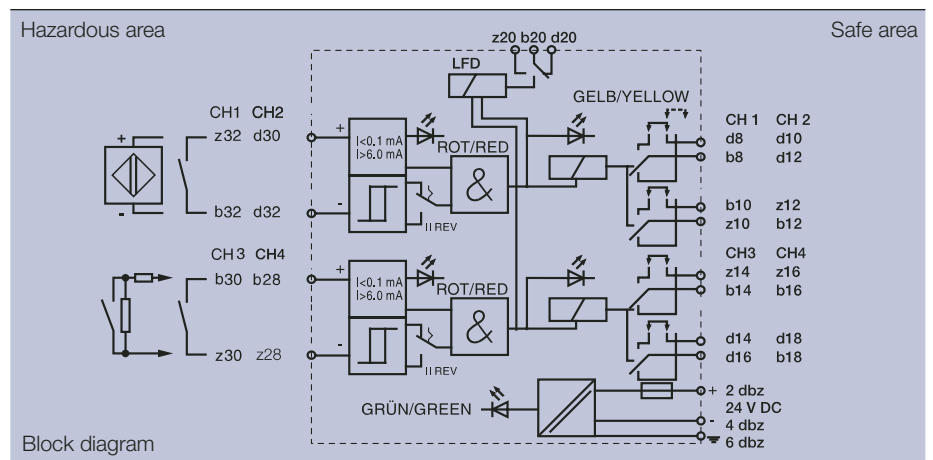 Hazardous area
Safe area
z20 b20 d20
LFD
GELB/YELLOW
CH1 CH2
z32 d30
b32 d32
+
-
+
I<0.1 mA
I>6.0 mA
-
ROT/RED
&
II REV
CH 1 CH 2
d8 d10
b8 d12
b10 z12
z10 b12
CH3 CH4
b30 b28
z30 z28
+
I<0.1 mA
I>6.0 mA
-
ROT/RED
&
II REV
CH3 CH4
z14 z16
b14 b16
d14 d18
d16 b18
GRÜN/GREEN
+ 2 dbz
24 V DC
- 4 dbz
6 dbz
Block diagram